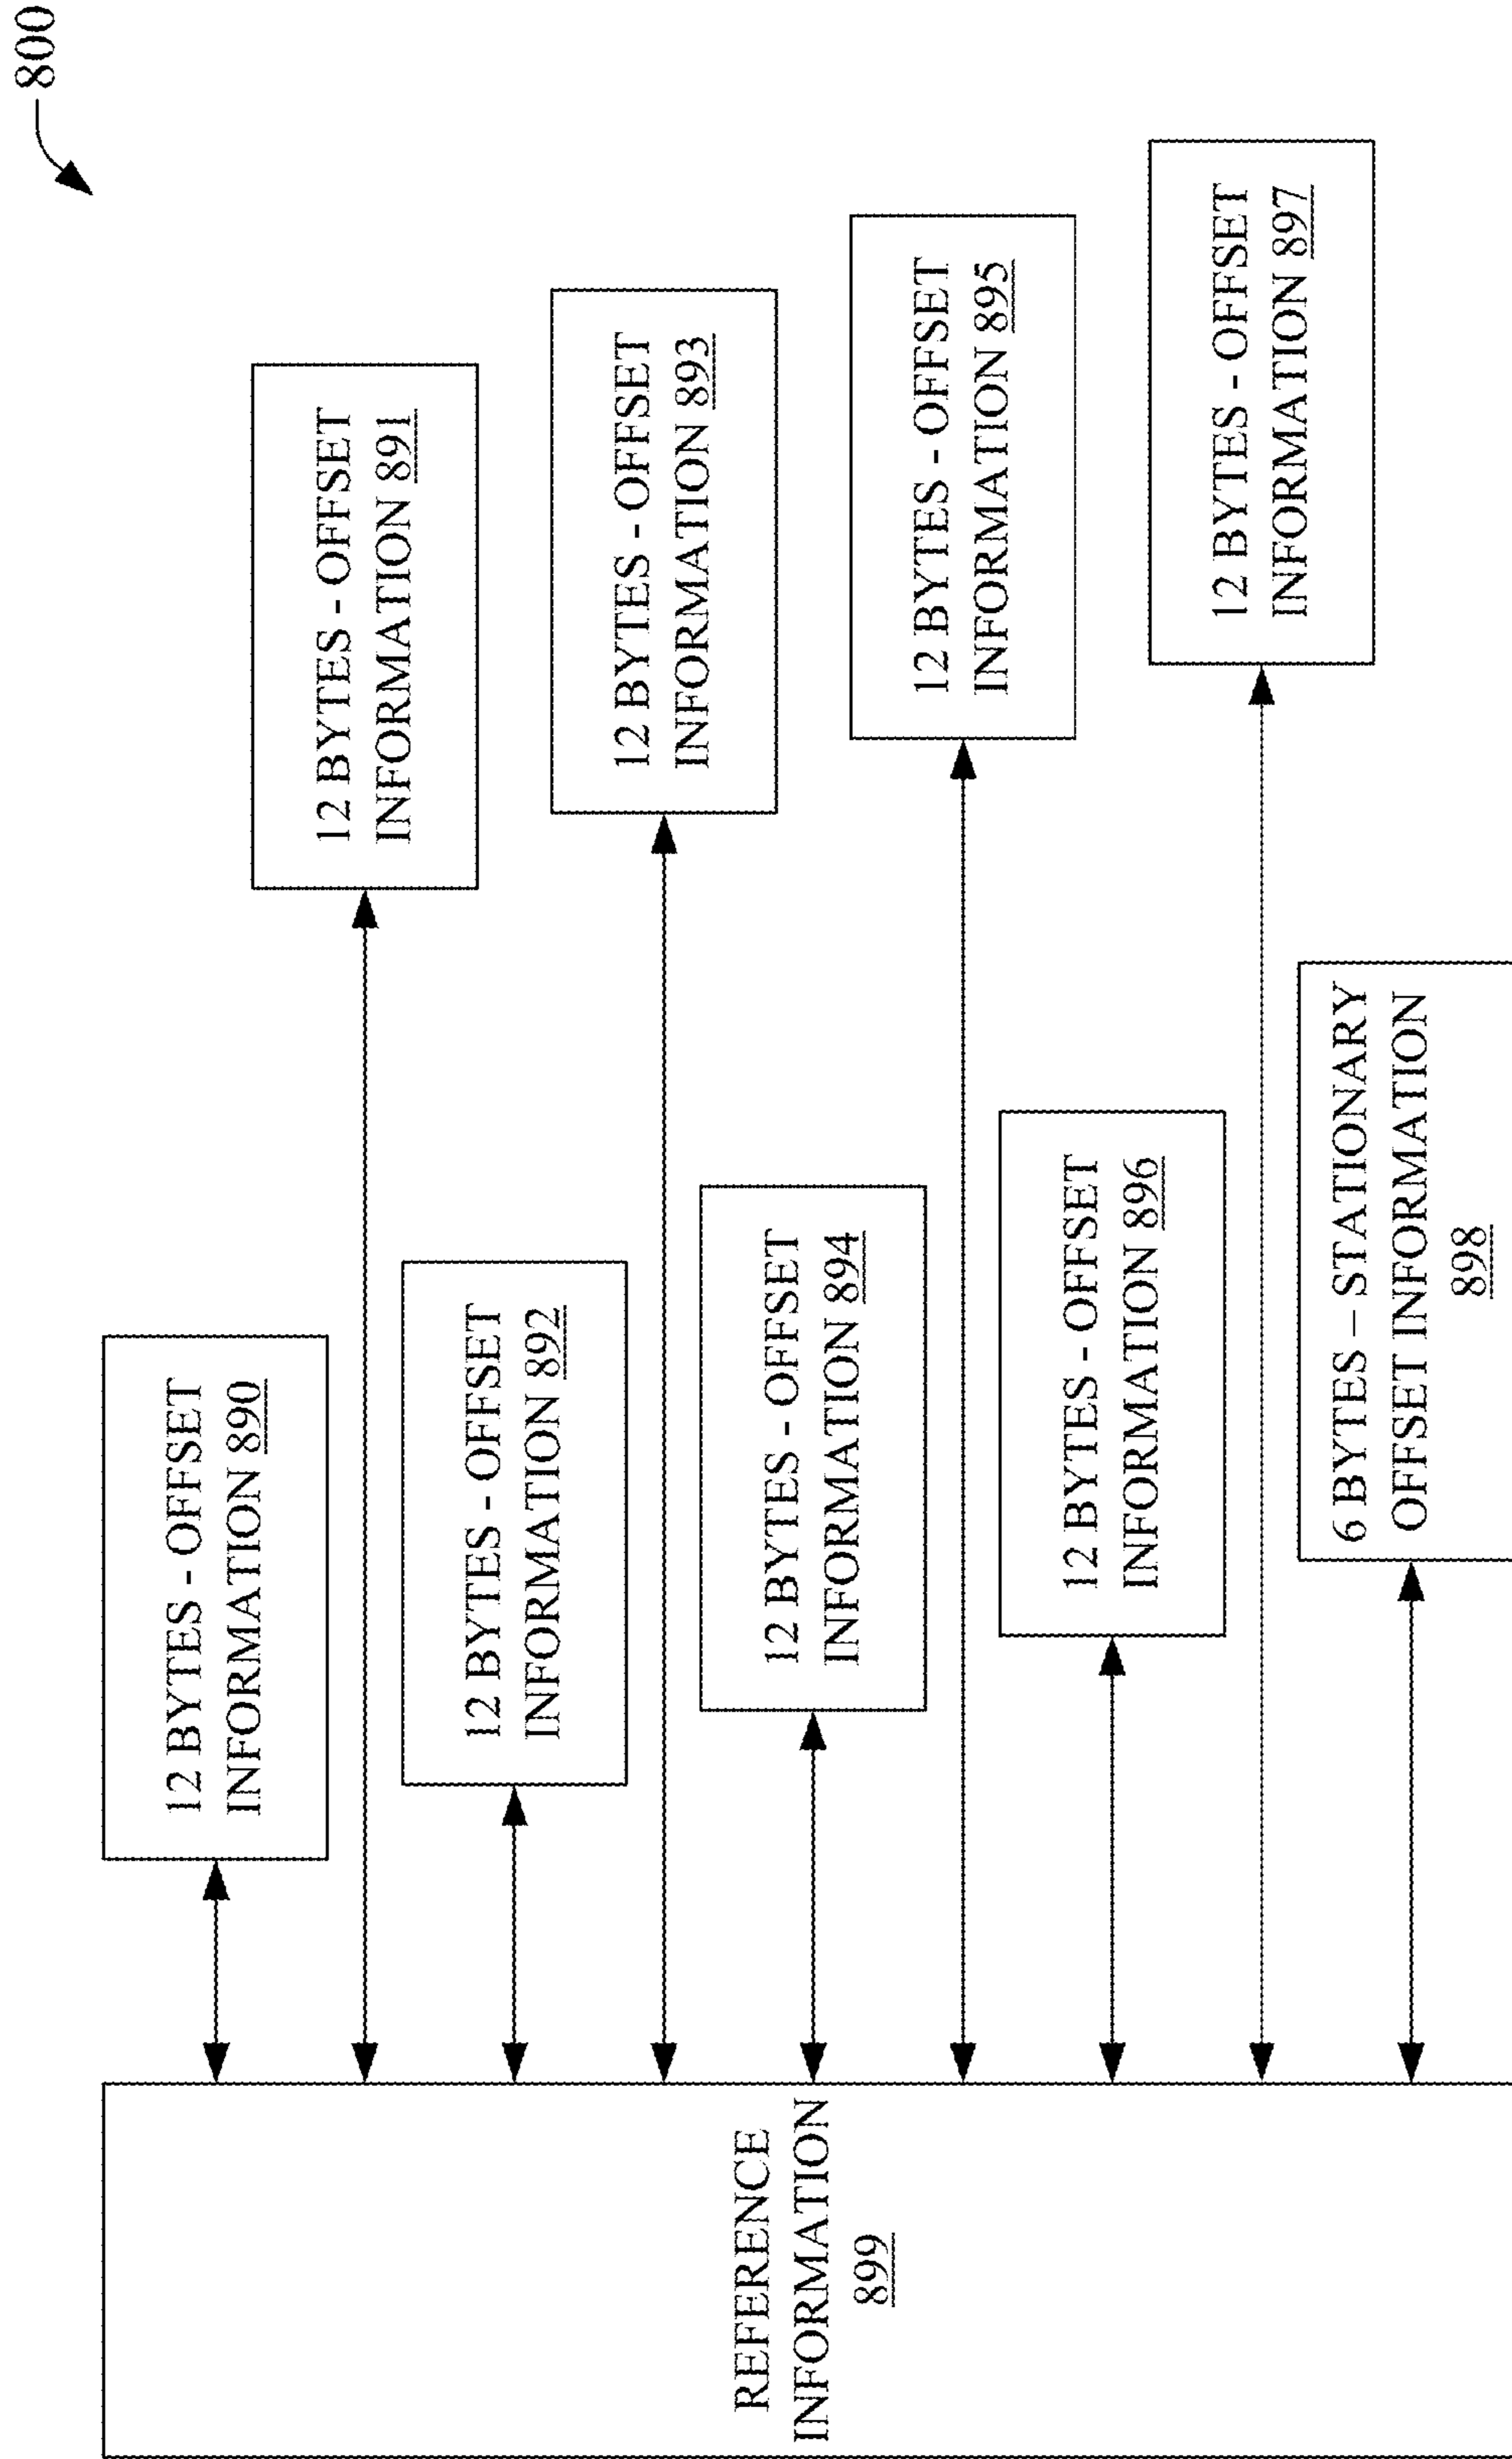 800
12 BYTES - OFFSET
INFORMATION 890
12 BYTES - OFFSET
INFORMATION 891
12 BYTES - OFFSET
INFORMATION 892
12 BYTES - OFFSET
INFORMATION 893
12 BYTES - OFFSET
INFORMATION 894
12 BYTES - OFFSET
INFORMATION 895
12 BYTES - OFFSET
INFORMATION 896
12 BYTES - OFFSET
INFORMATION 897
6 BYTES – STATIONARY
OFFSET INFORMATION
898
REFERENCE
INFORMATION
899